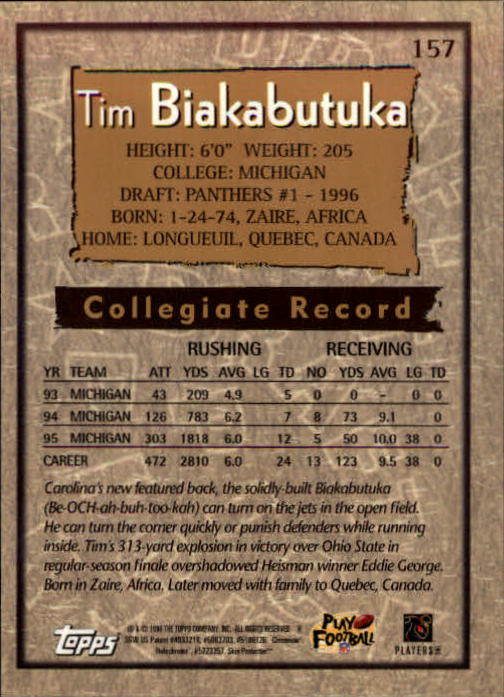 157
Tim Biakabutuka
HEIGHT: 6'0" WEIGHT: 205
COLLEGE: MICHIGAN
DRAFT: PANTHERS #1 - 1996
BORN: 1-24-74, ZAIRE, AFRICA
HOME: LONGUEUIL, QUEBEC, CANADA
Collegiate Record
RUSHING RECEIVING
YR TEAM ATT YDS AVG LG TD NO YDS AVG LG TD
93 MICHIGAN 43 209 4.9 5 0 0 - 0 0
94 MICHIGAN 126 783 6.2 7 8 73 9.1 0
95 MICHIGAN 303 1818 6.0 12 5 50 10.0 38 0
CAREER 472 2810 6.0 24 13 123 9.5 38 0
Carolina's new featured back, the solidly-built Biakabutuka
(Be-OCH-ah-buh-too-kah) can turn on the jets in the open field.
He can turn the corner quickly or punish defenders while running
inside. Tim's 313-yard explosion in victory over Ohio State in
regular-season finale overshadowed Heisman winner Eddie George.
Born in Zaire, Africa. Later moved with family to Quebec, Canada.
Topps
THE TOPPS COMPANY, INC. ALL RIGHTS RESERVED
PLAY
FOOTBALL
PLAYERS